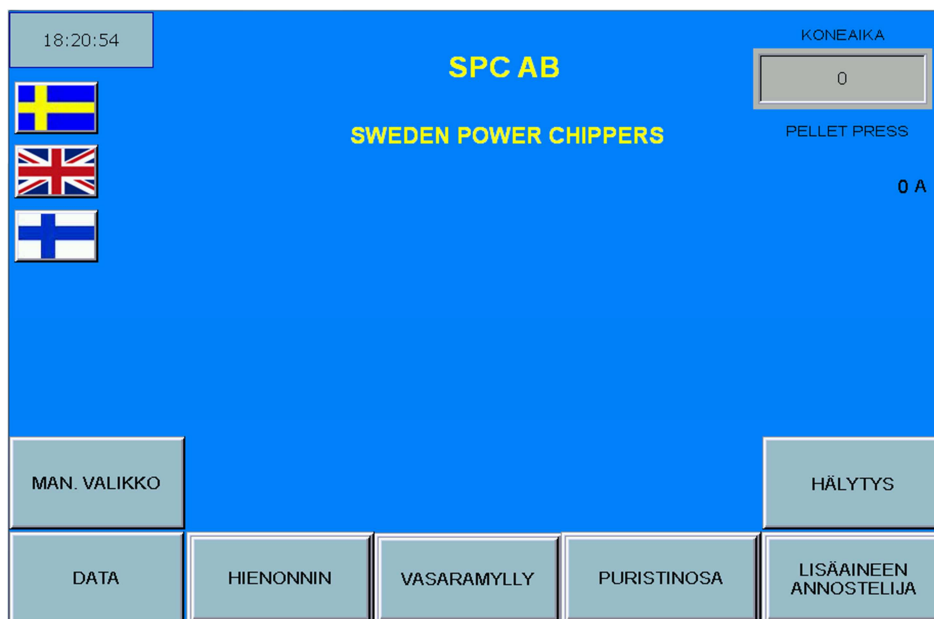 18:20:54
KONEAIKA
SPC AB
0
SWEDEN POWER CHIPPERS
PELLET PRESS
0 A
MAN. VALIKKO
HÄLYTYS
DATA
HIENONNIN
VASARAMYLLY
PURISTINOSA
LISÄAINEEN
ANNOSTELIJA